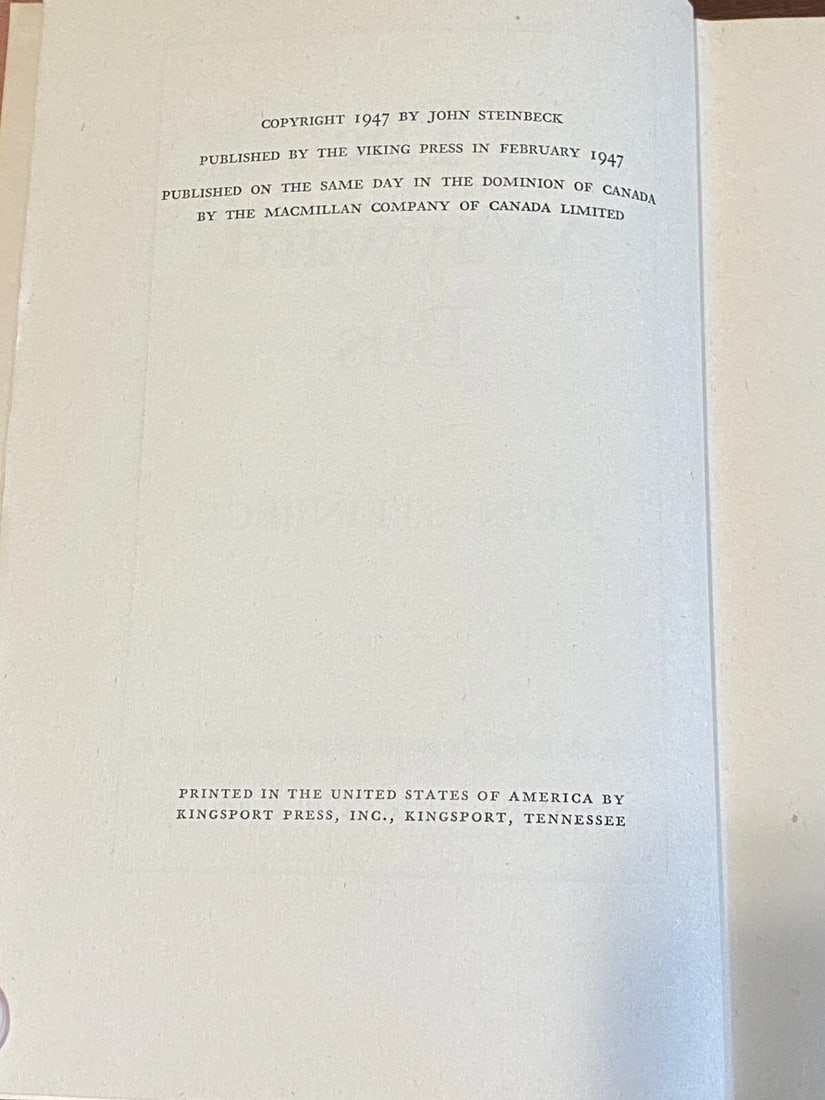 COPYRIGHT 1947 BY JOHN STEINBECK
PUBLISHED BY THE VIKING PRESS IN FEBRUARY 1947
PUBLISHED ON THE SAME DAY IN THE DOMINION OF CANADA
BY THE MACMILLAN COMPANY OF CANADA LIMITED
PRINTED IN THE UNITED STATES OF AMERICA BY
KINGSPORT PRESS, INC., KINGSPORT, TENNESSEE